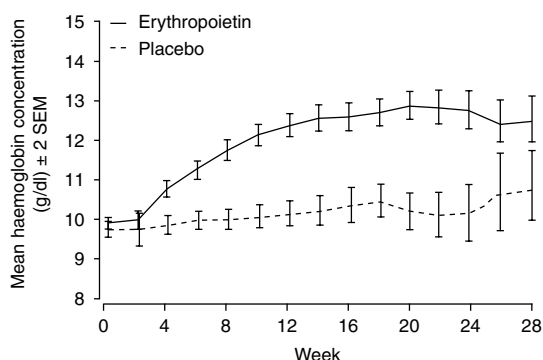 Erythropoietin
Placebo
Mean haemoglobin concentration
(g/dl) ± 2 SEM
15
14
13
12
11
10
9
8
0 4 8 12 16 20 24 28
Week